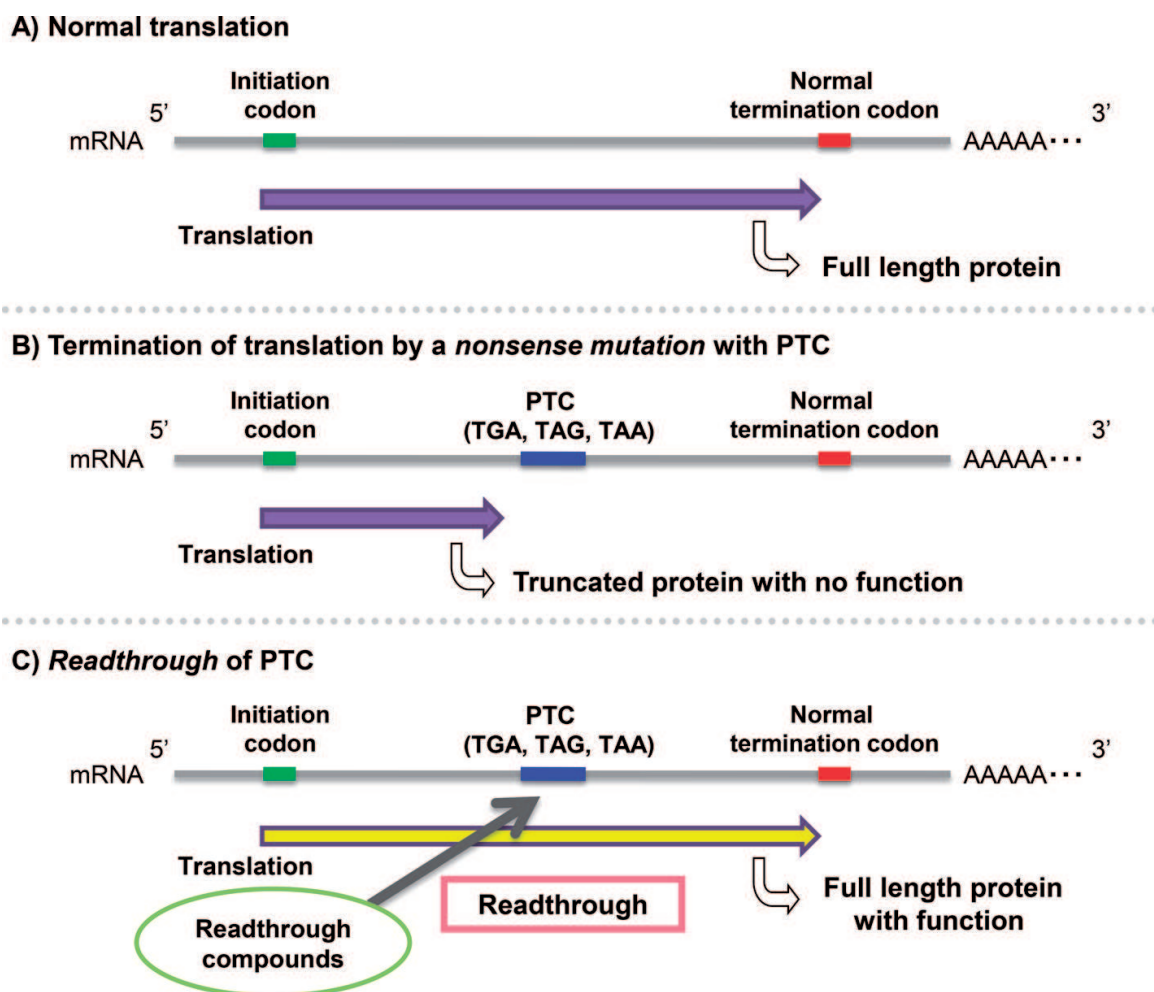 A) Normal translation
Initiation
codon
Normal
termination codon
5’
3’
mRNA
AAAAA···
Translation
Full length protein
B) Termination of translation by a nonsense mutation with PTC
Initiation
codon
PTC
(TGA, TAG, TAA)
Normal
termination codon
5’
3’
mRNA
AAAAA···
Translation
Truncated protein with no function
C) Readthrough of PTC
Initiation
codon
PTC
(TGA, TAG, TAA)
Normal
termination codon
5’
3’
mRNA
AAAAA···
Translation
Readthrough
compounds
Readthrough
Full length protein
with function